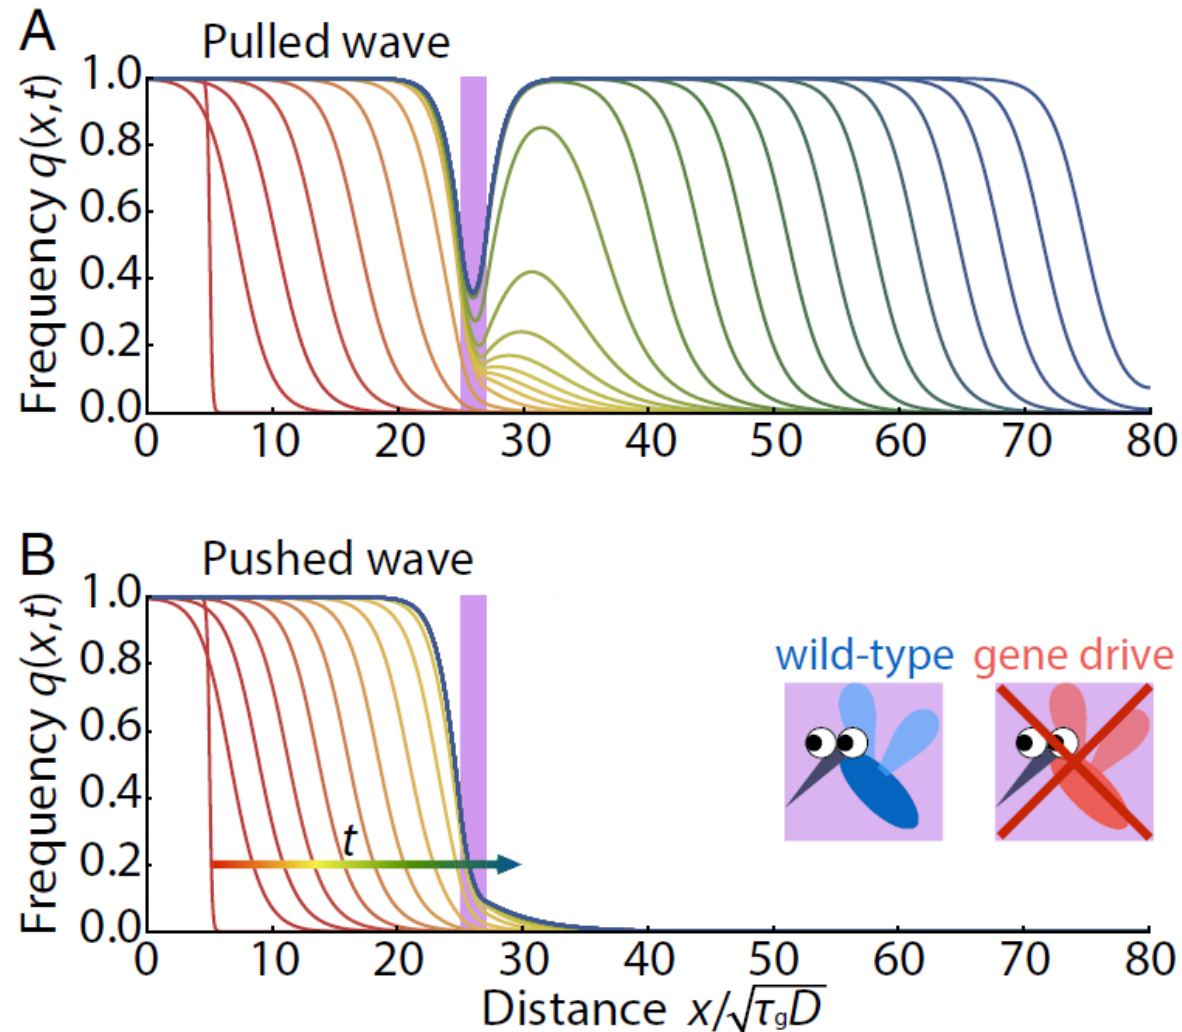 A
Pulled wave
Frequency q(x,t)
1.0
0.8
0.6
0.4
0.2
0.0
0 10 20 30 40 50 60 70 80
B
Pushed wave
Frequency q(x,t)
1.0
0.8
0.6
0.4
0.2
0.0
t
wild-type gene drive
0 10 20 30 40 50 60 70 80
Distance x/√τgD